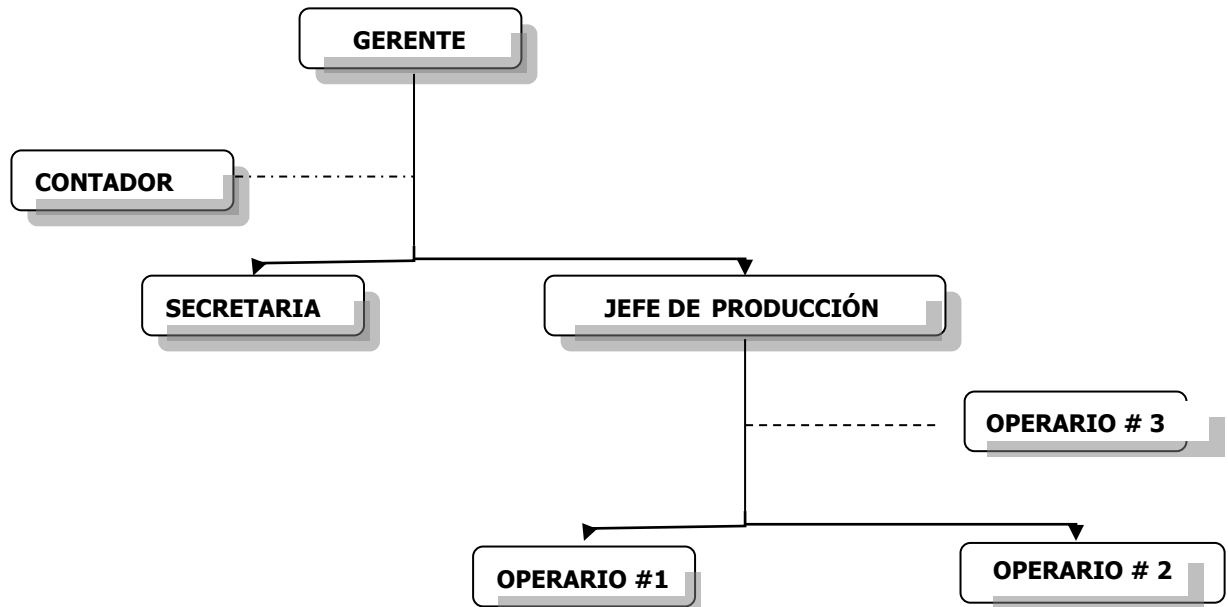 GERENTE
CONTADOR
SECRETARIA
JEFE DE PRODUCCIÓN
OPERARIO # 3
OPERARIO #1
OPERARIO # 2